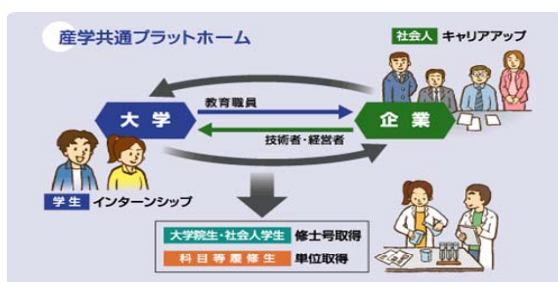 産学共通プラットホーム
社会人 キャリアアップ
教育職員
大学
企業
技術者・経営者
学生 インターンシップ
大学院生・社会人学生 修士号取得
科目等履修生 単位取得